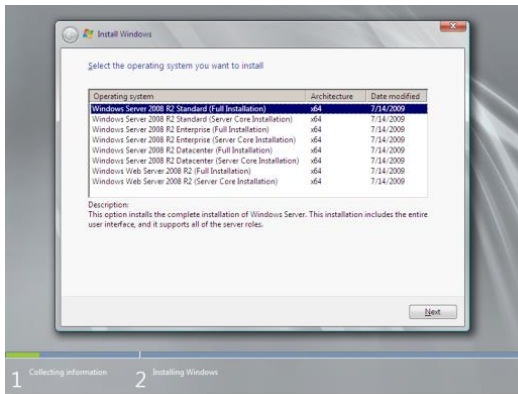 Install Windows
Select the operating system you want to install
Operating system Architecture Date modified
Windows Server 2008 R2 Standard (Full Installation) x64 7/14/2009
Windows Server 2008 R2 Standard (Server Core Installation) x64 7/14/2009
Windows Server 2008 R2 Enterprise (Full Installation) x64 7/14/2009
Windows Server 2008 R2 Enterprise (Server Core Installation) x64 7/14/2009
Windows Server 2008 R2 Datacenter (Full Installation) x64 7/14/2009
Windows Server 2008 R2 Datacenter (Server Core Installation) x64 7/14/2009
Windows Web Server 2008 R2 (Full Installation) x64 7/14/2009
Windows Web Server 2008 R2 (Server Core Installation) x64 7/14/2009
Description:
This option installs the complete installation of Windows Server. This installation includes the entire
user interface, and it supports all of the server roles.
Next
1 Collecting information 2 Installing Windows